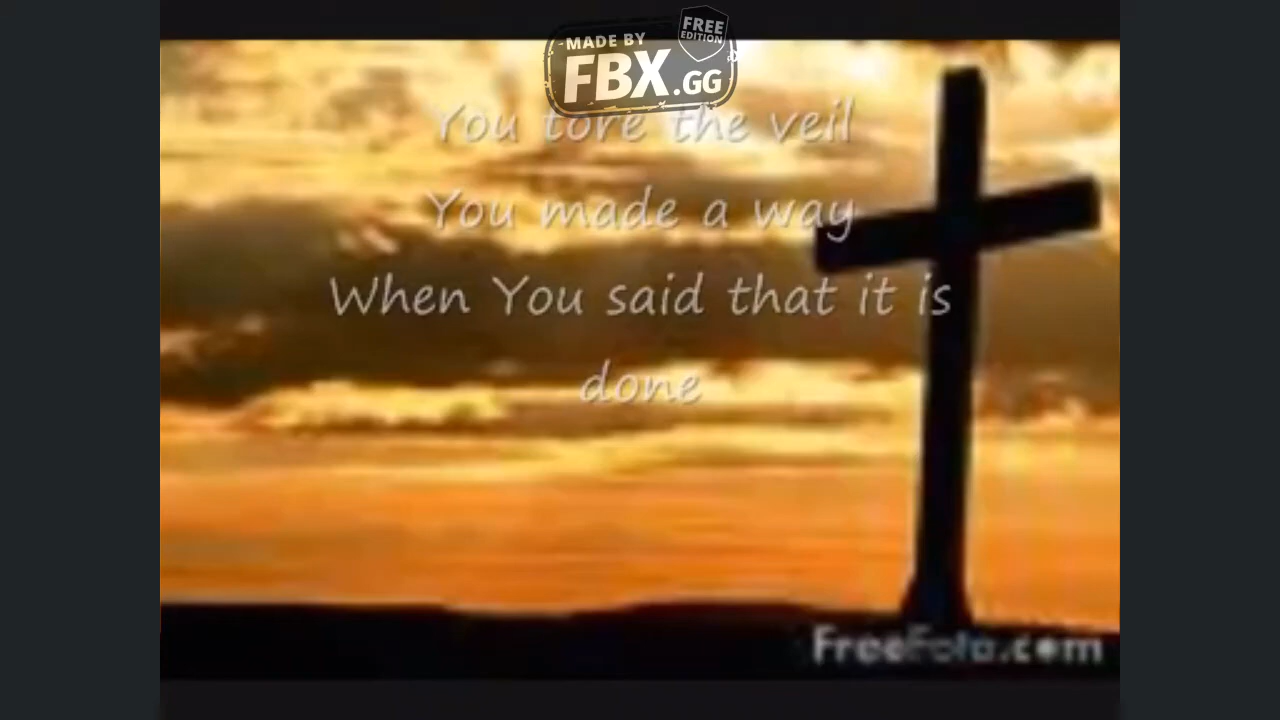 FREE
EDITION
MADE BY
FBX.GG
You tore the veil
You made a way
When You said that it is
done
FreeFoto.com